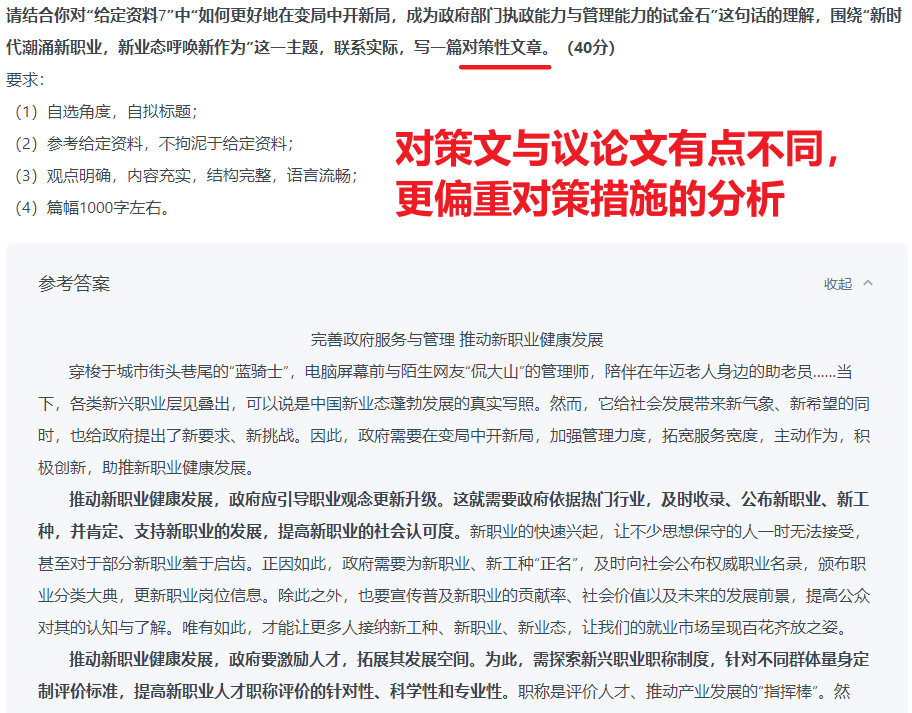 请结合你对“给定资料7”中“如何更好地在变局中开新局，成为政府部门执政能力与管理能力的试金石”这句话的理解，围绕“新时
代潮涌新职业，新业态呼唤新作为”这一主题，联系实际，写一篇对策性文章。（40分）
要求：
（1）自选角度，自拟标题；
（2）参考给定资料，不拘泥于给定资料；
（3）观点明确，内容充实，结构完整，语言流畅；
（4）篇幅1000字左右。
对策文与议论文有点不同，
更偏重对策措施的分析
参考答案
收起
完善政府服务与管理 推动新职业健康发展
穿梭于城市街头巷尾的“蓝骑士”，电脑屏幕前与陌生网友“侃大山”的管理师，陪伴在年迈老人身边的助老员……当
下，各类新兴职业层见叠出，可以说是中国新业态蓬勃发展的真实写照。然而，它给社会发展带来新气象、新希望的同
时，也给政府提出了新要求、新挑战。因此，政府需要在变局中开新局，加强管理力度，拓宽服务宽度，主动作为，积
极创新，助推新职业健康发展。
推动新职业健康发展，政府应引导职业观念更新升级。这就需要政府依据热门行业，及时收录、公布新职业、新工
种，并肯定、支持新职业的发展，提高新职业的社会认可度。新职业的快速兴起，让不少思想保守的人一时无法接受，
甚至对于部分新职业羞于启齿。正因如此，政府需要为新职业、新工种“正名”，及时向社会公布权威职业名录，颁布职
业分类大典，更新职业岗位信息。除此之外，也要宣传普及新职业的贡献率、社会价值以及未来的发展前景，提高公众
对其的认知与了解。唯有如此，才能让更多人接纳新工种、新职业、新业态，让我们的就业市场呈现百花齐放之姿。
推动新职业健康发展，政府要激励人才，拓展其发展空间。为此，需探索新兴职业职称制度，针对不同群体量身定
制评价标准，提高新职业人才职称评价的针对性、科学性和专业性。职称是评价人才、推动产业发展的“指挥棒”。然